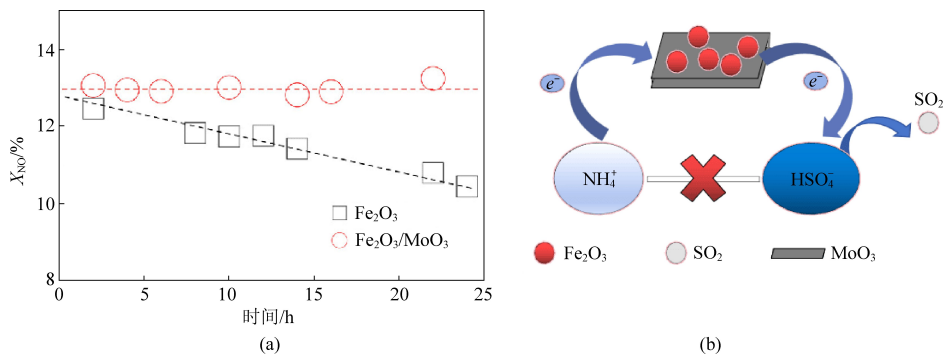 14
12
10
8
X_NO/%
Fe₂O₃
Fe₂O₃/MoO₃
0 5 10 15 20 25
时间/h
(a)
e⁻
e⁻
SO₂
NH₄⁺
HSO₄⁻
Fe₂O₃ SO₂ MoO₃
(b)